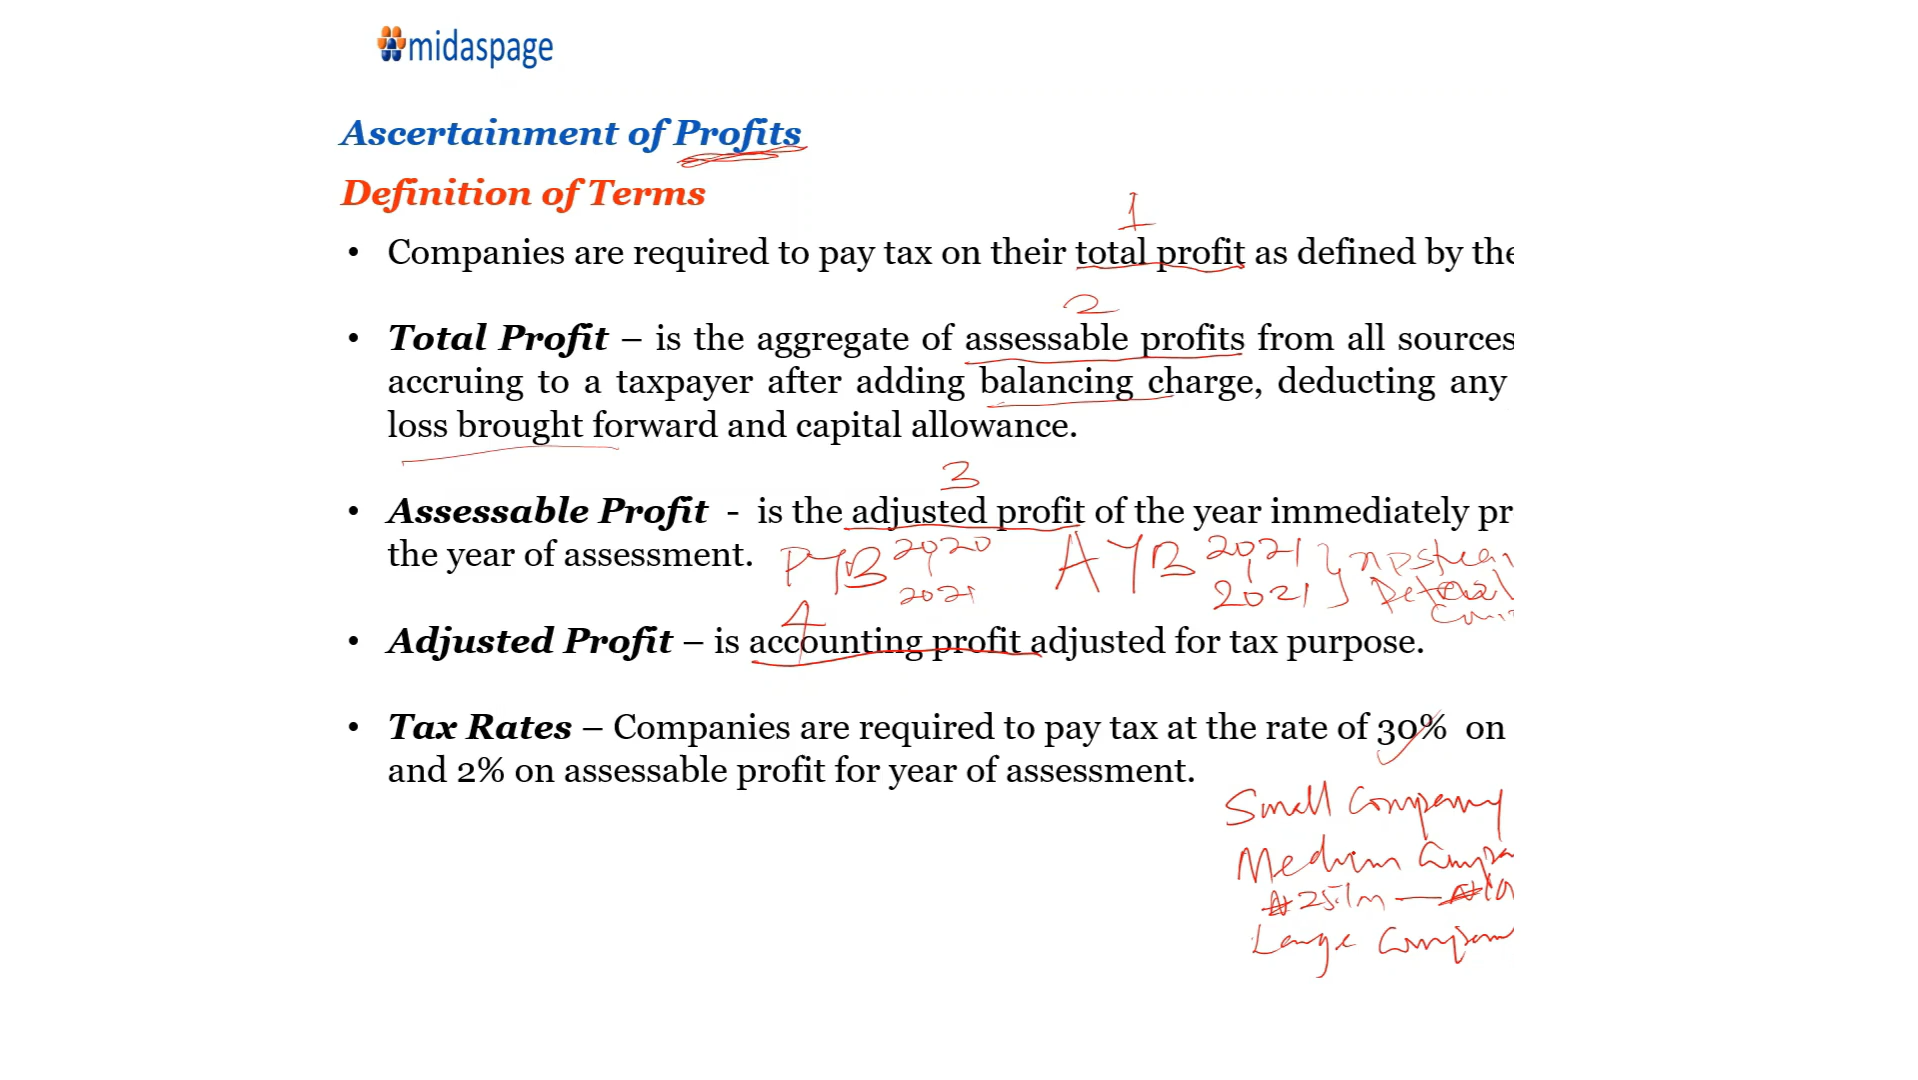 midaspage
Ascertainment of Profits
Definition of Terms
1
• Companies are required to pay tax on their total profit as defined by the
2
• Total Profit – is the aggregate of assessable profits from all sources
accruing to a taxpayer after adding balancing charge, deducting any
loss brought forward and capital allowance.
3
• Assessable Profit - is the adjusted profit of the year immediately pr
the year of assessment.
PYB 2020 AYB 2021
2021 2021
4
• Adjusted Profit – is accounting profit adjusted for tax purpose.
• Tax Rates – Companies are required to pay tax at the rate of 30% on
and 2% on assessable profit for year of assessment.
Small Company
Medium
₦25.1m —
Large